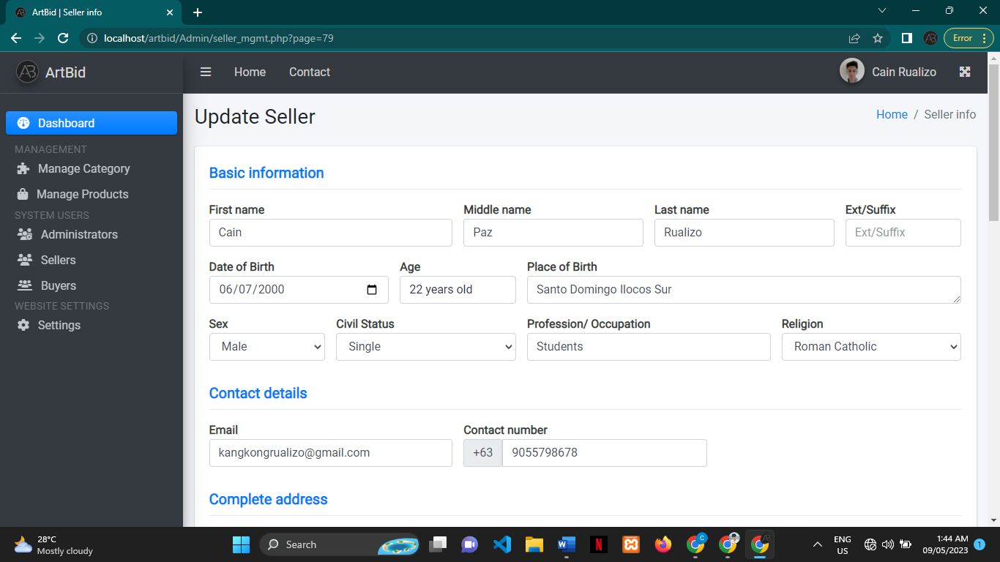 ArtBid | Seller info
localhost/artbid/Admin/seller_mgmt.php?page=79
Error
AB ArtBid
Home Contact
Cain Rualizo
Dashboard
MANAGEMENT
Manage Category
Manage Products
SYSTEM USERS
Administrators
Sellers
Buyers
WEBSITE SETTINGS
Settings
Update Seller
Home / Seller info
Basic information
First name Middle name Last name Ext/Suffix
Cain Paz Rualizo Ext/Suffix
Date of Birth Age Place of Birth
06/07/2000 22 years old Santo Domingo Ilocos Sur
Sex Civil Status Profession/ Occupation Religion
Male Single Students Roman Catholic
Contact details
Email Contact number
kangkongrualizo@gmail.com +63 9055798678
Complete address
28°C
Mostly cloudy
Search
ENG
US
1:44 AM
09/05/2023
1